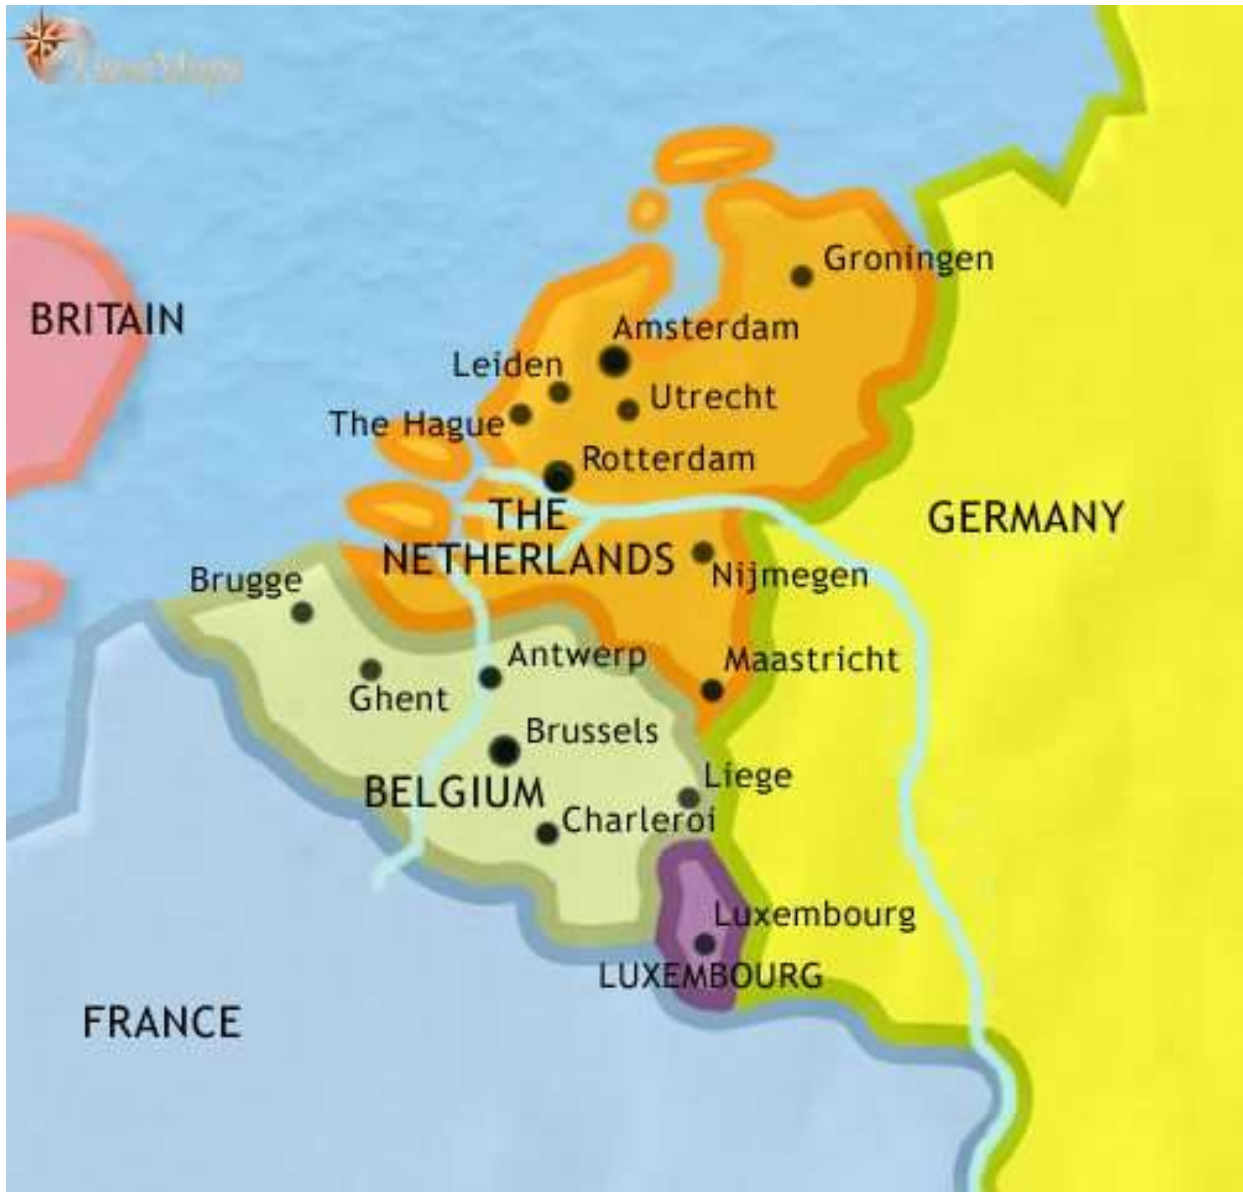 TimeMaps
Groningen
BRITAIN
Amsterdam
Leiden
Utrecht
The Hague
Rotterdam
THE
NETHERLANDS
GERMANY
Brugge
Nijmegen
Antwerp
Maastricht
Ghent
Brussels
BELGIUM
Liege
Charleroi
Luxembourg
LUXEMBOURG
FRANCE